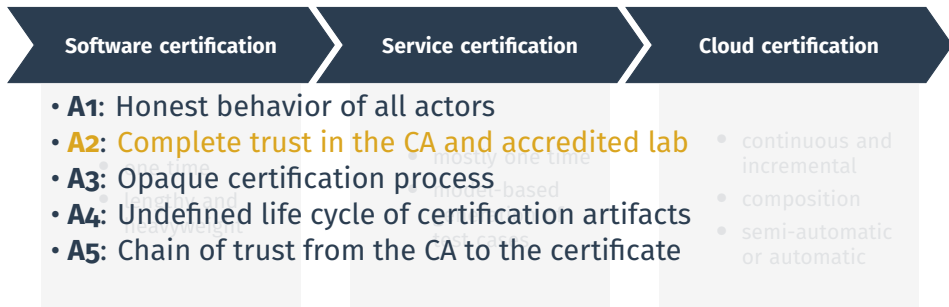 Software certification
Service certification
Cloud certification
• A1: Honest behavior of all actors
• A2: Complete trust in the CA and accredited lab
• A3: Opaque certification process
• A4: Undefined life cycle of certification artifacts
• A5: Chain of trust from the CA to the certificate
• one time
• lengthy and
heavyweight
• mostly one time
• model-based
test cases
• continuous and
incremental
• composition
• semi-automatic
or automatic